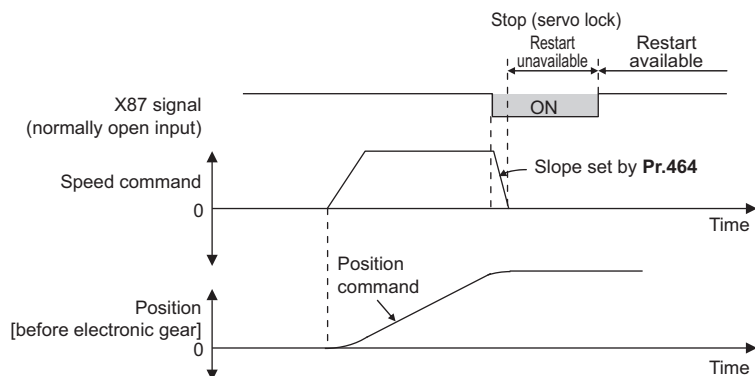 Stop (servo lock)
Restart
unavailable
Restart
available
X87 signal
(normally open input)
ON
Speed command
0
Slope set by Pr.464
Time
Position
command
Position
[before electronic gear]
0
Time